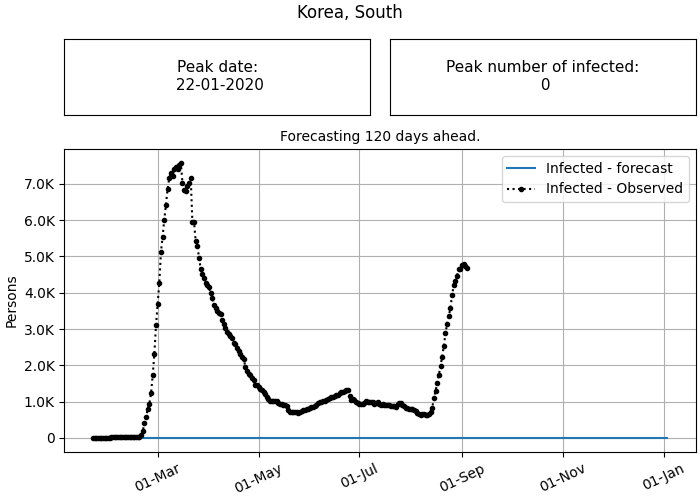 Korea, South
Peak date:
22-01-2020
Peak number of infected:
0
Forecasting 120 days ahead.
Infected - forecast
Infected - Observed
Persons
7.0K
6.0K
5.0K
4.0K
3.0K
2.0K
1.0K
0
01-Mar
01-May
01-Jul
01-Sep
01-Nov
01-Jan